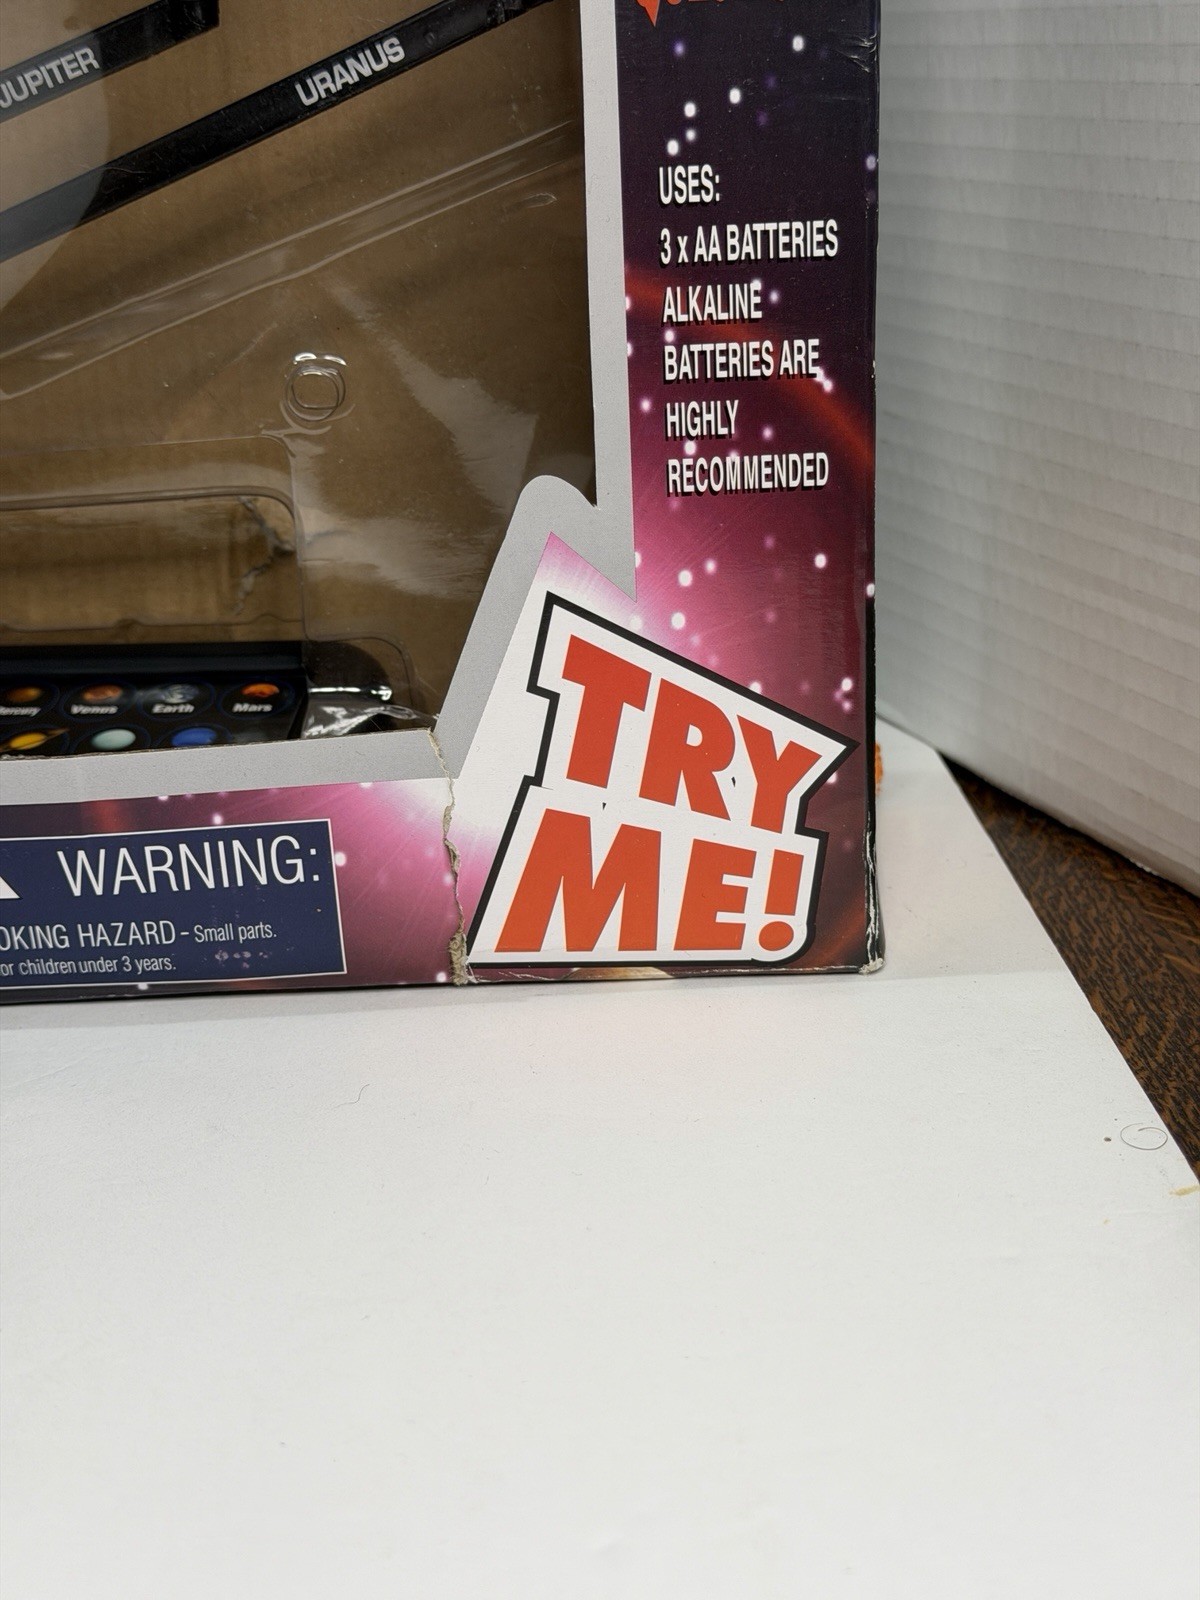 JUPITER
URANUS
USES:
3 x AA BATTERIES
ALKALINE
BATTERIES ARE
HIGHLY
RECOMMENDED
Mercury Venus Earth Mars
TRY
ME!
WARNING:
OKING HAZARD - Small parts.
or children under 3 years.